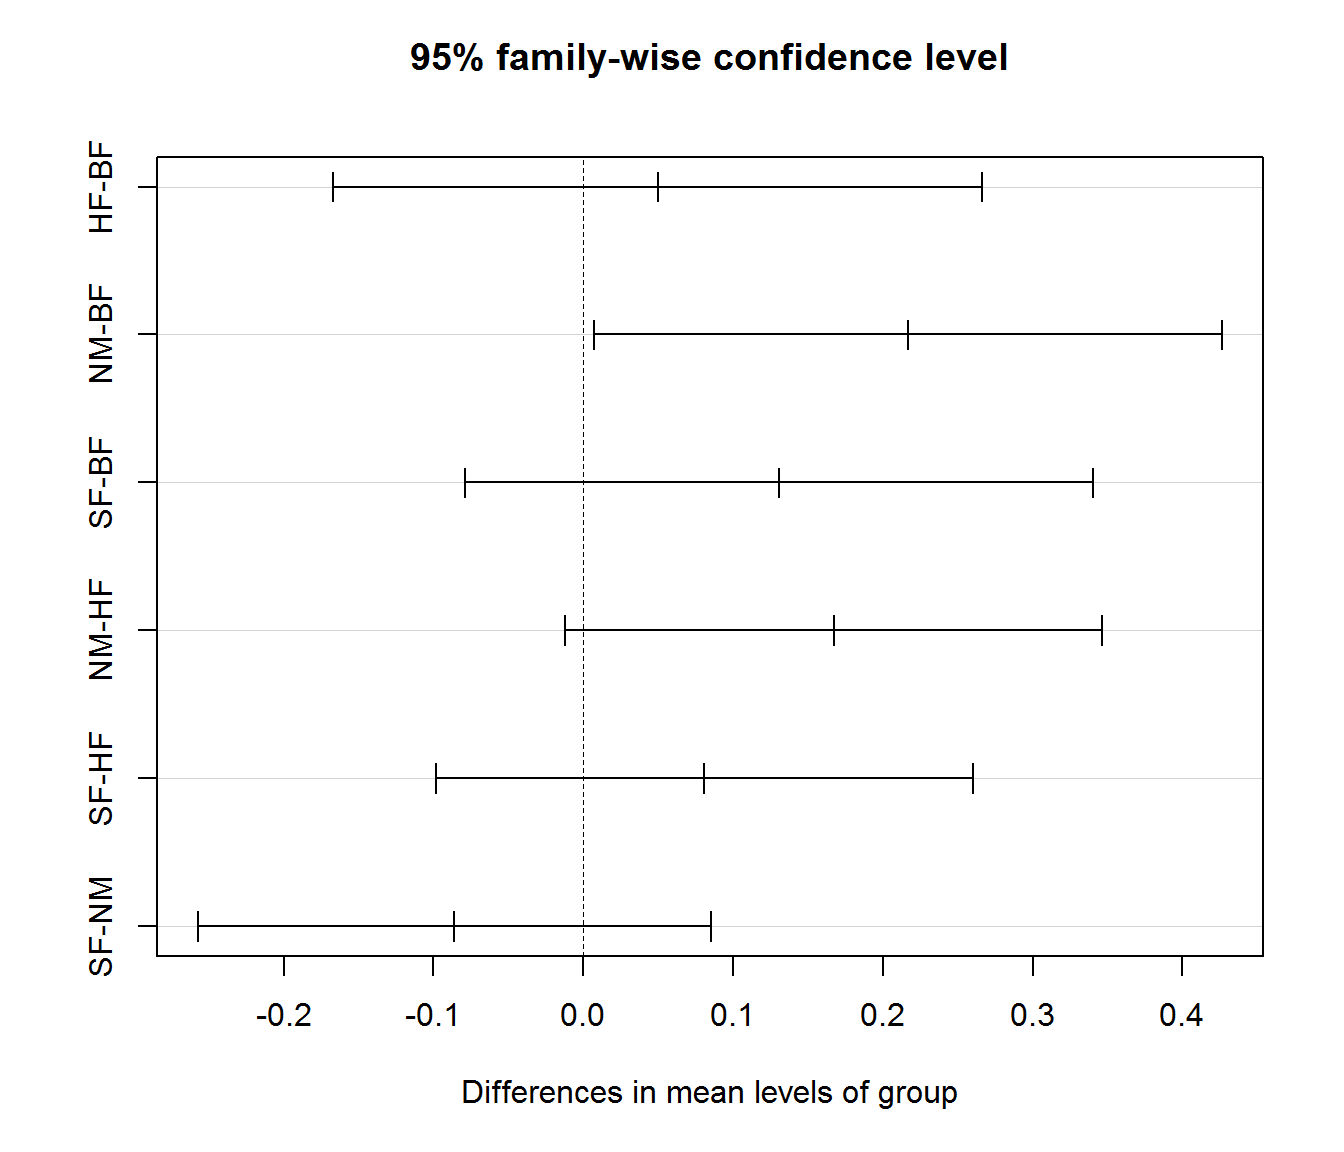 95% family-wise confidence level
HF-BF
NM-BF
SF-BF
NM-HF
SF-HF
SF-NM
-0.2 -0.1 0.0 0.1 0.2 0.3 0.4
Differences in mean levels of group